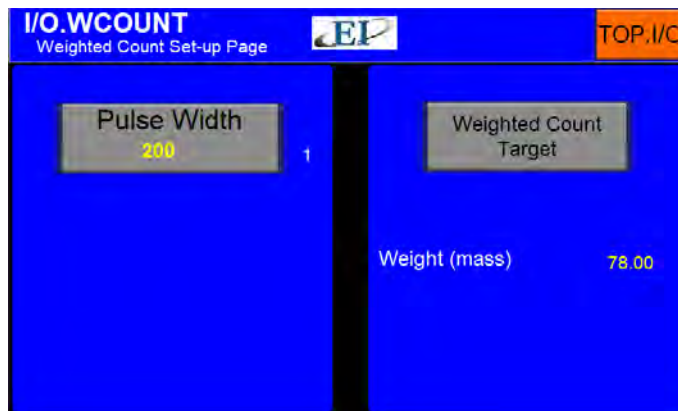 I/O.WCOUNT
Weighted Count Set-up Page
EI
TOP.I/O
Pulse Width
200
1
Weighted Count
Target
Weight (mass)
78.00